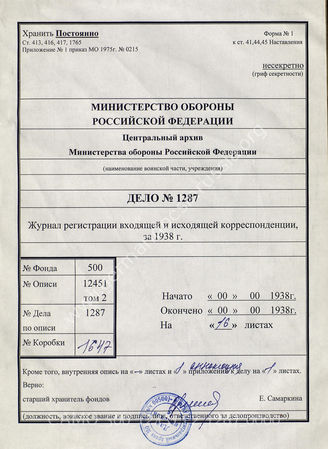 Хранить Постоянно
Форма № 1
Ст. 413, 416, 417, 1765
к ст. 41,44,45 Наставления
Приложение № 1 приказ МО 1975г. № 0215
несекретно
(гриф секретности)
МИНИСТЕРСТВО ОБОРОНЫ
РОССИЙСКОЙ ФЕДЕРАЦИИ
Центральный архив
Министерства обороны Российской Федерации
(наименование воинской части, учреждения)
ДЕЛО № 1287
Журнал регистрации входящей и исходящей корреспонденции,
за 1938 г.
№ Фонда 500
№ Описи 12451
том 2
№ Дела 1287
по описи
№ Коробки 1647
Начато « 00 » 00 1938г.
Окончено « 00 » 00 1938г.
На « 16 » листах
Кроме того, внутренняя опись на «–» листах и приложений к делу на « » листах.
Верно:
старший хранитель фондов Е. Самаркина
(должность, воинское звание и подпись лица, ответственного за делопроизводство)